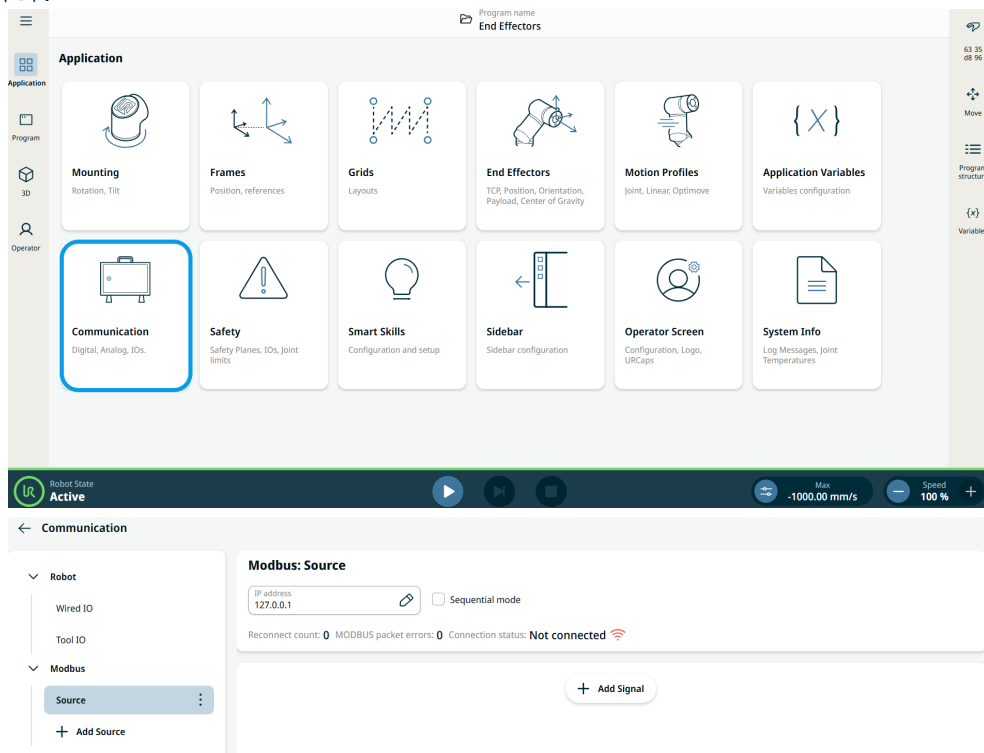 Program name
End Effectors
Application
63 35
d8 96
Application
Program
3D
Operator
Move
Program
structur
{x}
Variable
Mounting
Rotation, Tilt
Frames
Position, references
Grids
Layouts
End Effectors
TCP, Position, Orientation,
Payload, Center of Gravity
Motion Profiles
Joint, Linear, Optimove
{X}
Application Variables
Variables configuration
Communication
Digital, Analog, IOs.
Safety
Safety Planes, IOs, Joint
limits
Smart Skills
Configuration and setup
Sidebar
Sidebar configuration
Operator Screen
Configuration, Logo,
URCaps
System Info
Log Messages, Joint
Temperatures
UR
Robot State
Active
Max
-1000.00 mm/s
Speed
100 %
Communication
Robot
Wired IO
Tool IO
Modbus
Source
+ Add Source
Modbus: Source
IP address
127.0.0.1
Sequential mode
Reconnect count: 0 MODBUS packet errors: 0 Connection status: Not connected
+ Add Signal